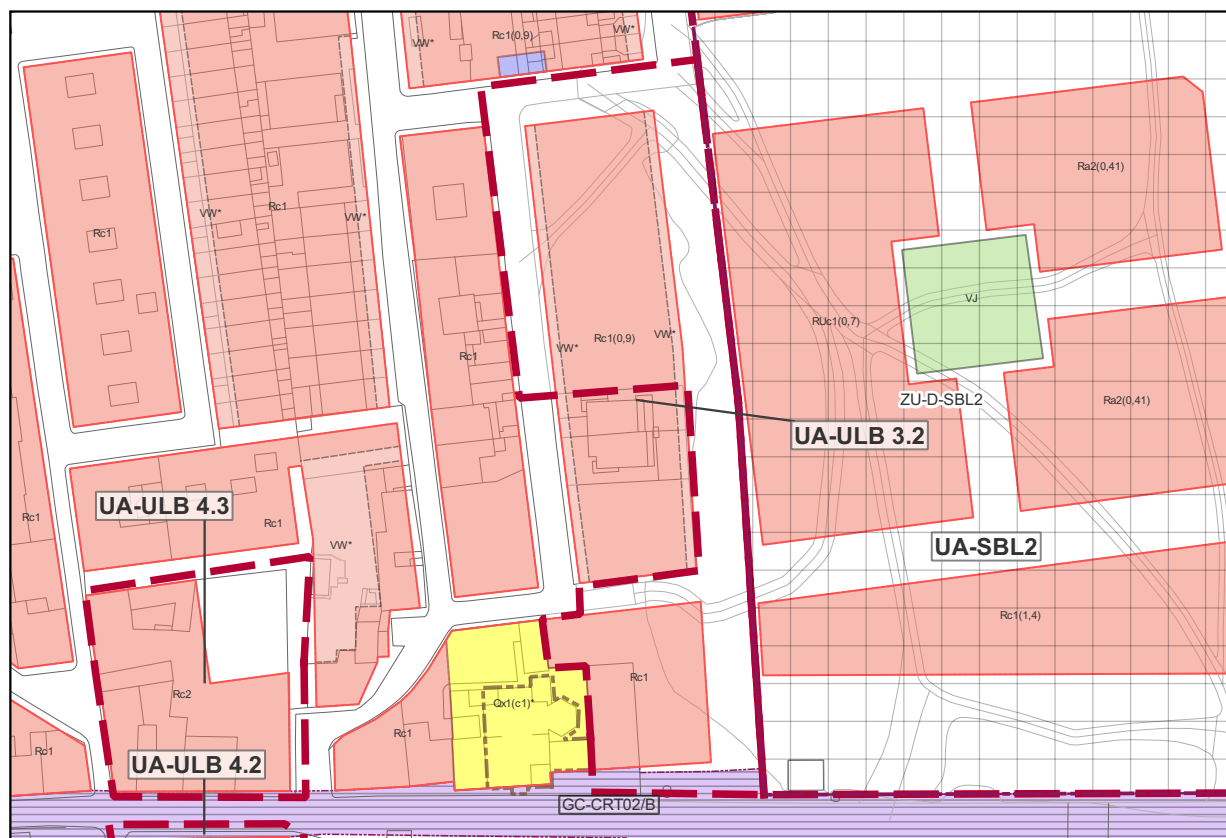 VW*
Rc1(0,9)
VW*
Ra2(0,41)
VW*
Rc1
VW*
Rc1
VJ
RUc1(0,7)
Rc1(0,9)
VW*
VW*
Rc1
ZU-D-SBL2
Ra2(0,41)
UA-ULB 3.2
UA-ULB 4.3
Rc1
Rc1
VW*
UA-SBL2
Rc1(1,4)
Rc2
Rc1
Qx1(c1)*
Rc1
Rc1
UA-ULB 4.2
GC-CRT02/B